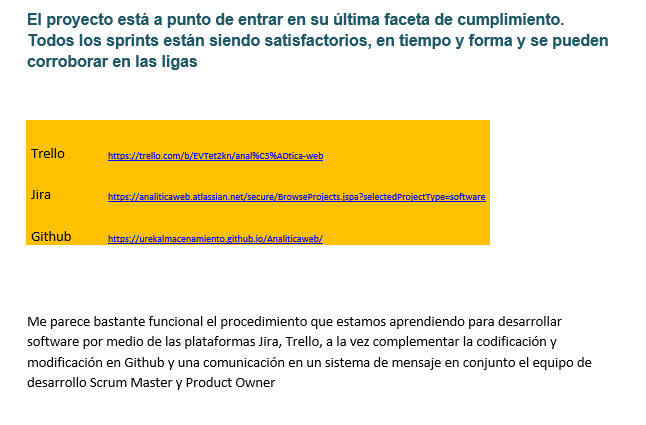 El proyecto está a punto de entrar en su última faceta de cumplimiento.
Todos los sprints están siendo satisfactorios, en tiempo y forma y se pueden
corroborar en las ligas
Trello https://trello.com/b/EVTet2kn/anal%C3%ADtica-web
Jira https://analiticaweb.atlassian.net/secure/BrowseProjects.jspa?selectedProjectType=software
Github https://urekalmacenamiento.github.io/Analiticaweb/
Me parece bastante funcional el procedimiento que estamos aprendiendo para desarrollar
software por medio de las plataformas Jira, Trello, a la vez complementar la codificación y
modificación en Github y una comunicación en un sistema de mensaje en conjunto el equipo de
desarrollo Scrum Master y Product Owner